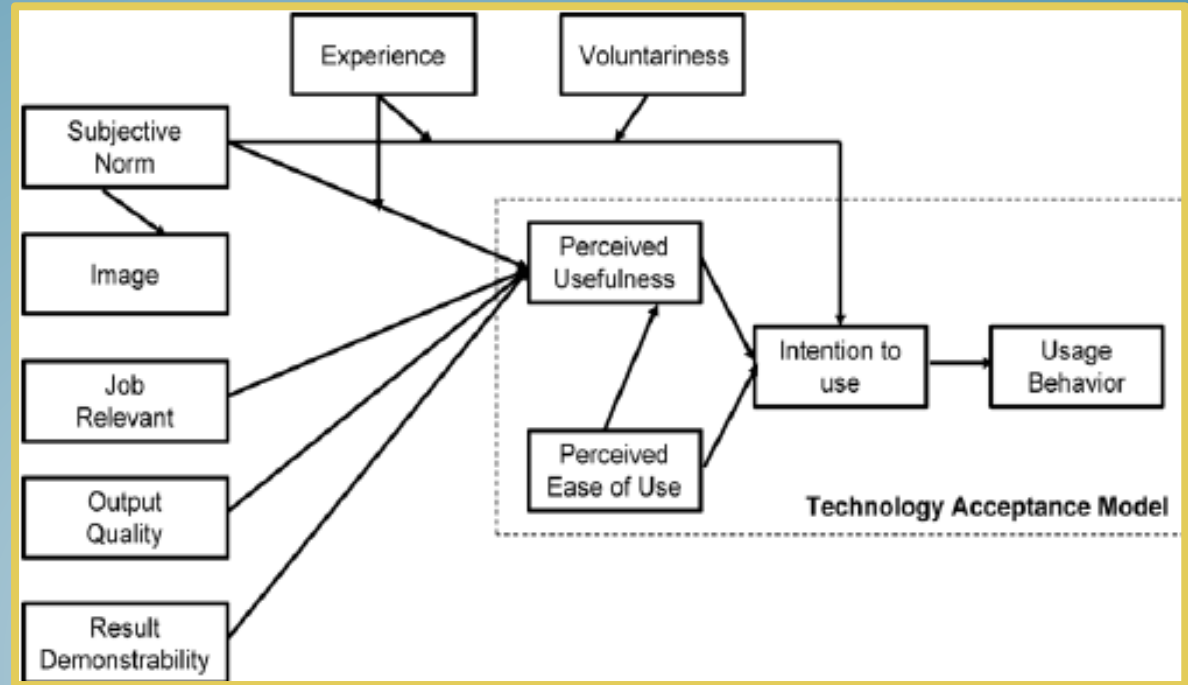 Experience
Voluntariness
Subjective
Norm
Image
Perceived
Usefulness
Job
Relevant
Intention to
use
Usage
Behavior
Output
Quality
Perceived
Ease of Use
Technology Acceptance Model
Result
Demonstrability